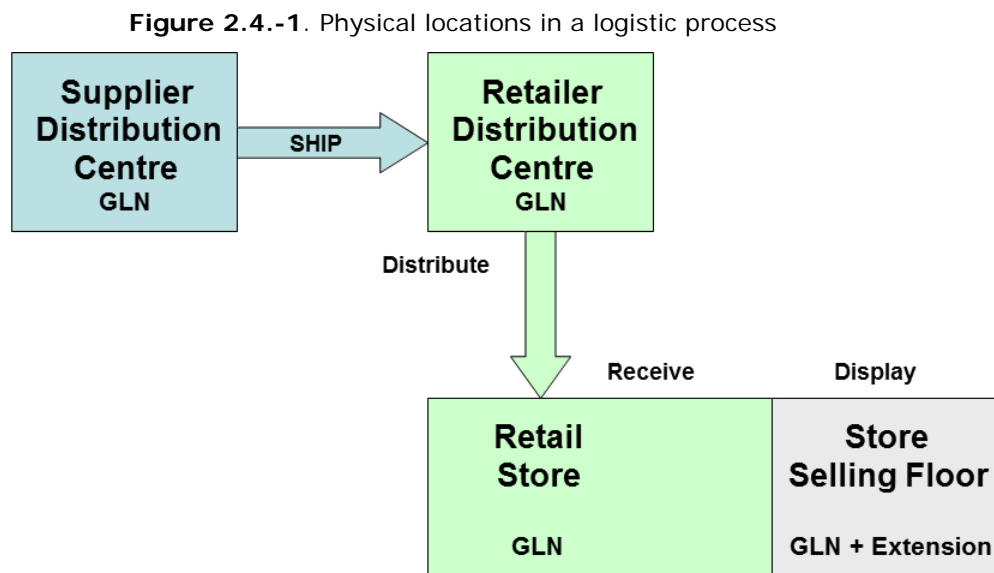 Figure 2.4.-1. Physical locations in a logistic process
Supplier
Distribution
Centre
GLN
SHIP
Retailer
Distribution
Centre
GLN
Distribute
Receive
Display
Retail
Store
GLN
Store
Selling Floor
GLN + Extension